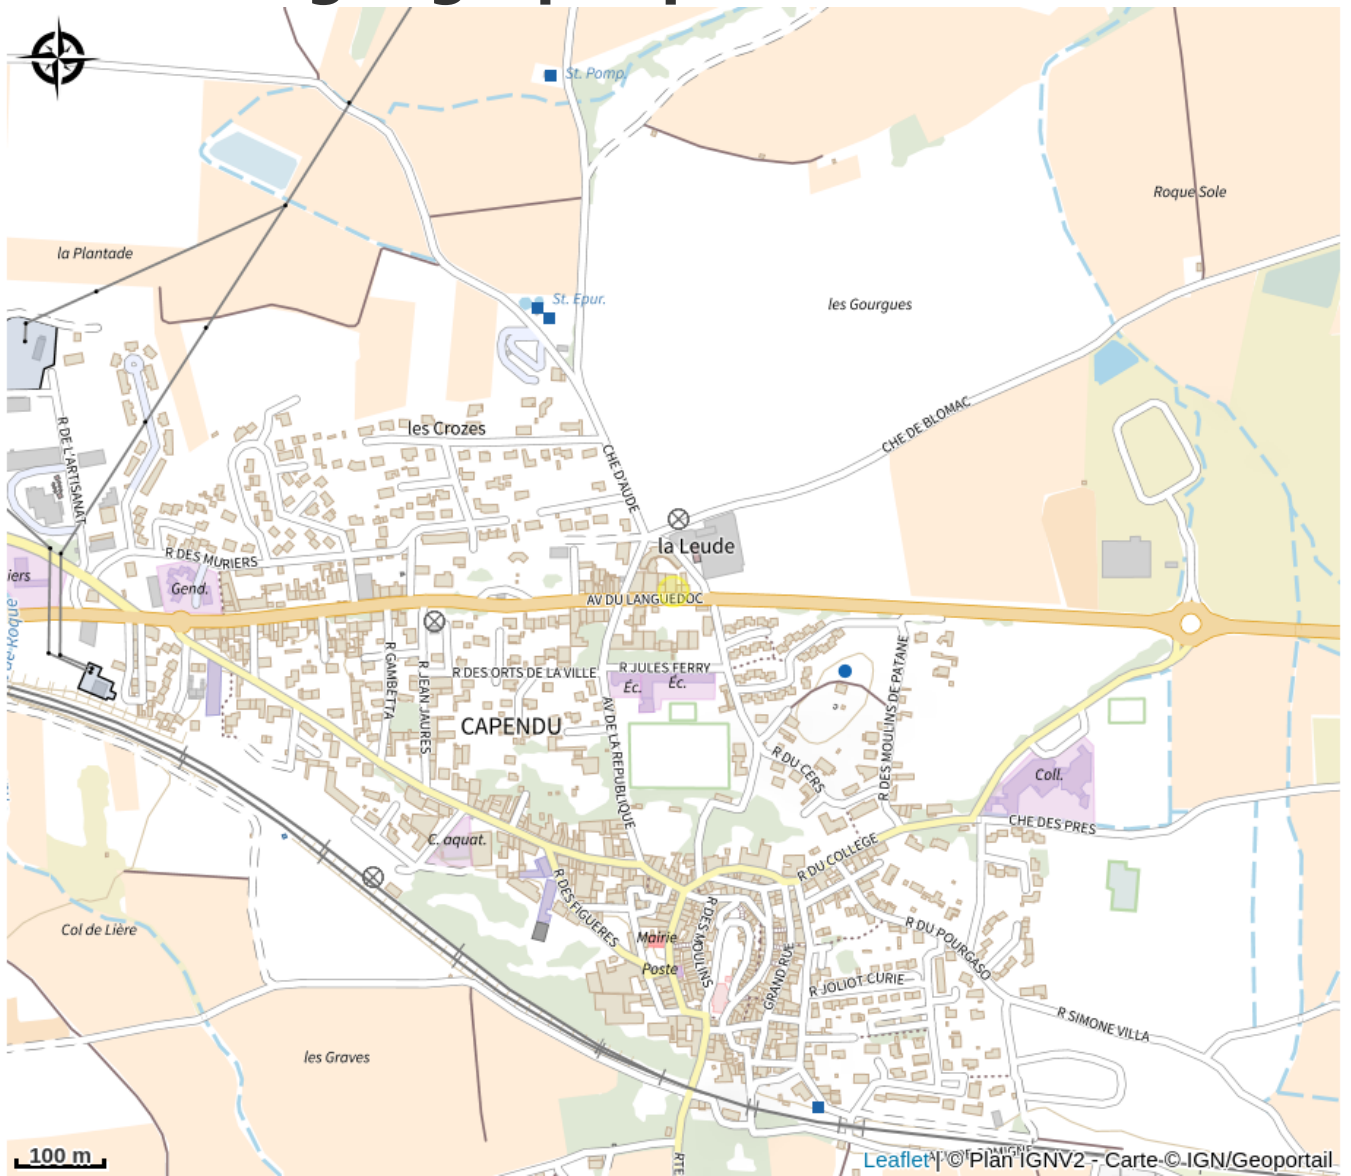 St. Pomp.
Roque Sole
la Plantade
St. Epur.
les Gourgues
les Crozes
CHE DE BLOMAC
R DE L'ARTISANAT
CHE D'AUDE
la Leude
R DES MURIERS
iers
Gend.
AV DU LANGUEDOC
R GAMBETTA
R JEAN JAURES
R DES ORTS DE LA VILLE
R JULES FERRY
Éc.
Éc.
R DES MOULINS DE PATANE
CAPENDU
AV DE LA REPUBLIQUE
R DU CERS
Coll.
CHE DES PRES
C. aquat.
R DU COLLEGE
R DES FIGUERES
R DES MOULINS
Col de Lière
Mairie
R DU POURGASO
Poste
GRAND RUE
R JOLIOT CURIE
R SIMONE VILLA
les Graves
RTE
100 m
Leaflet | © Plan IGNV2 - Carte © IGN/Geoportail